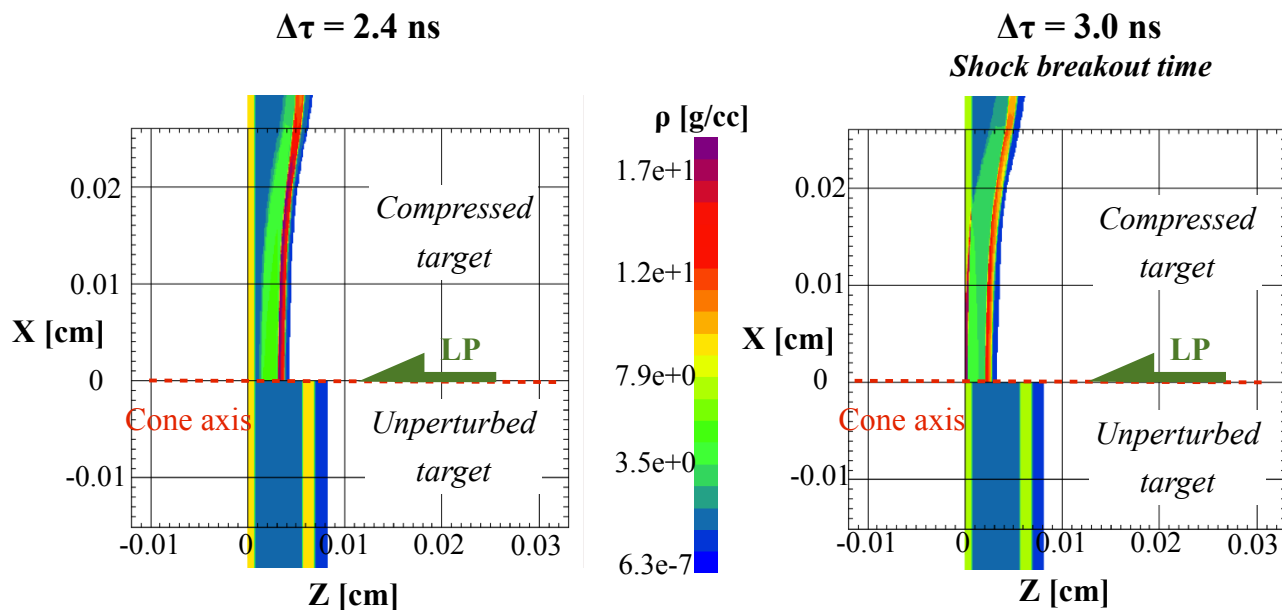 Δτ = 2.4 ns
Δτ = 3.0 ns
Shock breakout time
ρ [g/cc]
1.7e+1
1.2e+1
7.9e+0
3.5e+0
6.3e-7
0.02
0.01
0
-0.01
X [cm]
Compressed
target
LP
Cone axis
Unperturbed
target
-0.01
0
0.01
0.02
0.03
Z [cm]
0.02
0.01
0
-0.01
X [cm]
Compressed
target
LP
Cone axis
Unperturbed
target
-0.01
0
0.01
0.02
0.03
Z [cm]